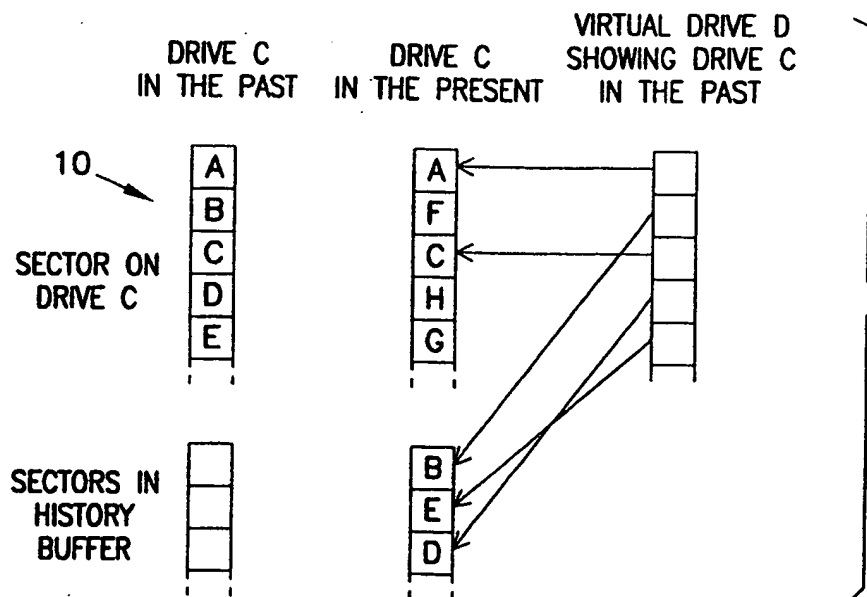 DRIVE C
IN THE PAST
DRIVE C
IN THE PRESENT
VIRTUAL DRIVE D
SHOWING DRIVE C
IN THE PAST
10
SECTOR ON
DRIVE C
A
B
C
D
E
A
F
C
H
G
SECTORS IN
HISTORY
BUFFER
B
E
D